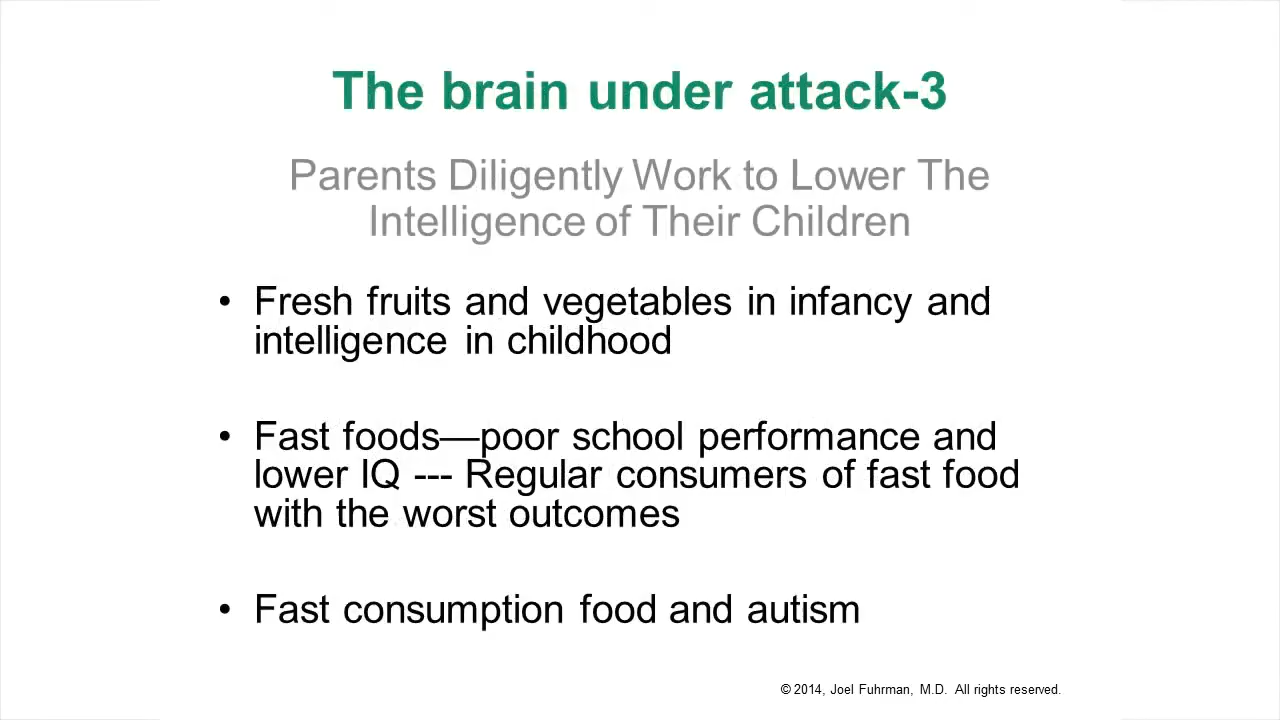 The brain under attack-3
Parents Diligently Work to Lower The
Intelligence of Their Children
• Fresh fruits and vegetables in infancy and
intelligence in childhood
• Fast foods—poor school performance and
lower IQ --- Regular consumers of fast food
with the worst outcomes
• Fast consumption food and autism
© 2014, Joel Fuhrman, M.D. All rights reserved.